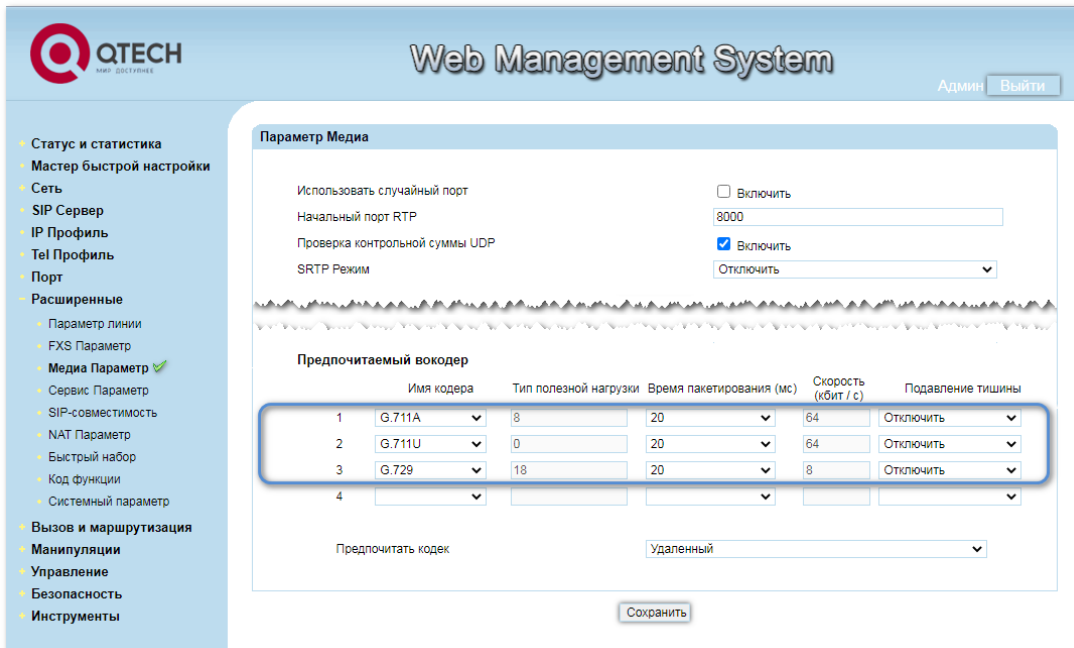 QTECH
МИР ДОСТУПНЕЕ
Web Management System
Админ Выйти
Статус и статистика
Мастер быстрой настройки
Сеть
SIP Сервер
IP Профиль
Tel Профиль
Порт
Расширенные
Параметр линии
FXS Параметр
Медиа Параметр
Сервис Параметр
SIP-совместимость
NAT Параметр
Быстрый набор
Код функции
Системный параметр
Вызов и маршрутизация
Манипуляции
Управление
Безопасность
Инструменты
Параметр Медиа
Использовать случайный порт Включить
Начальный порт RTP 8000
Проверка контрольной суммы UDP Включить
SRTP Режим Отключить
Предпочитаемый вокодер
Имя кодера Тип полезной нагрузки Время пакетирования (мс) Скорость (кбит / с) Подавление тишины
1 G.711A 8 20 64 Отключить
2 G.711U 0 20 64 Отключить
3 G.729 18 20 8 Отключить
4
Предпочитать кодек Удаленный
Сохранить